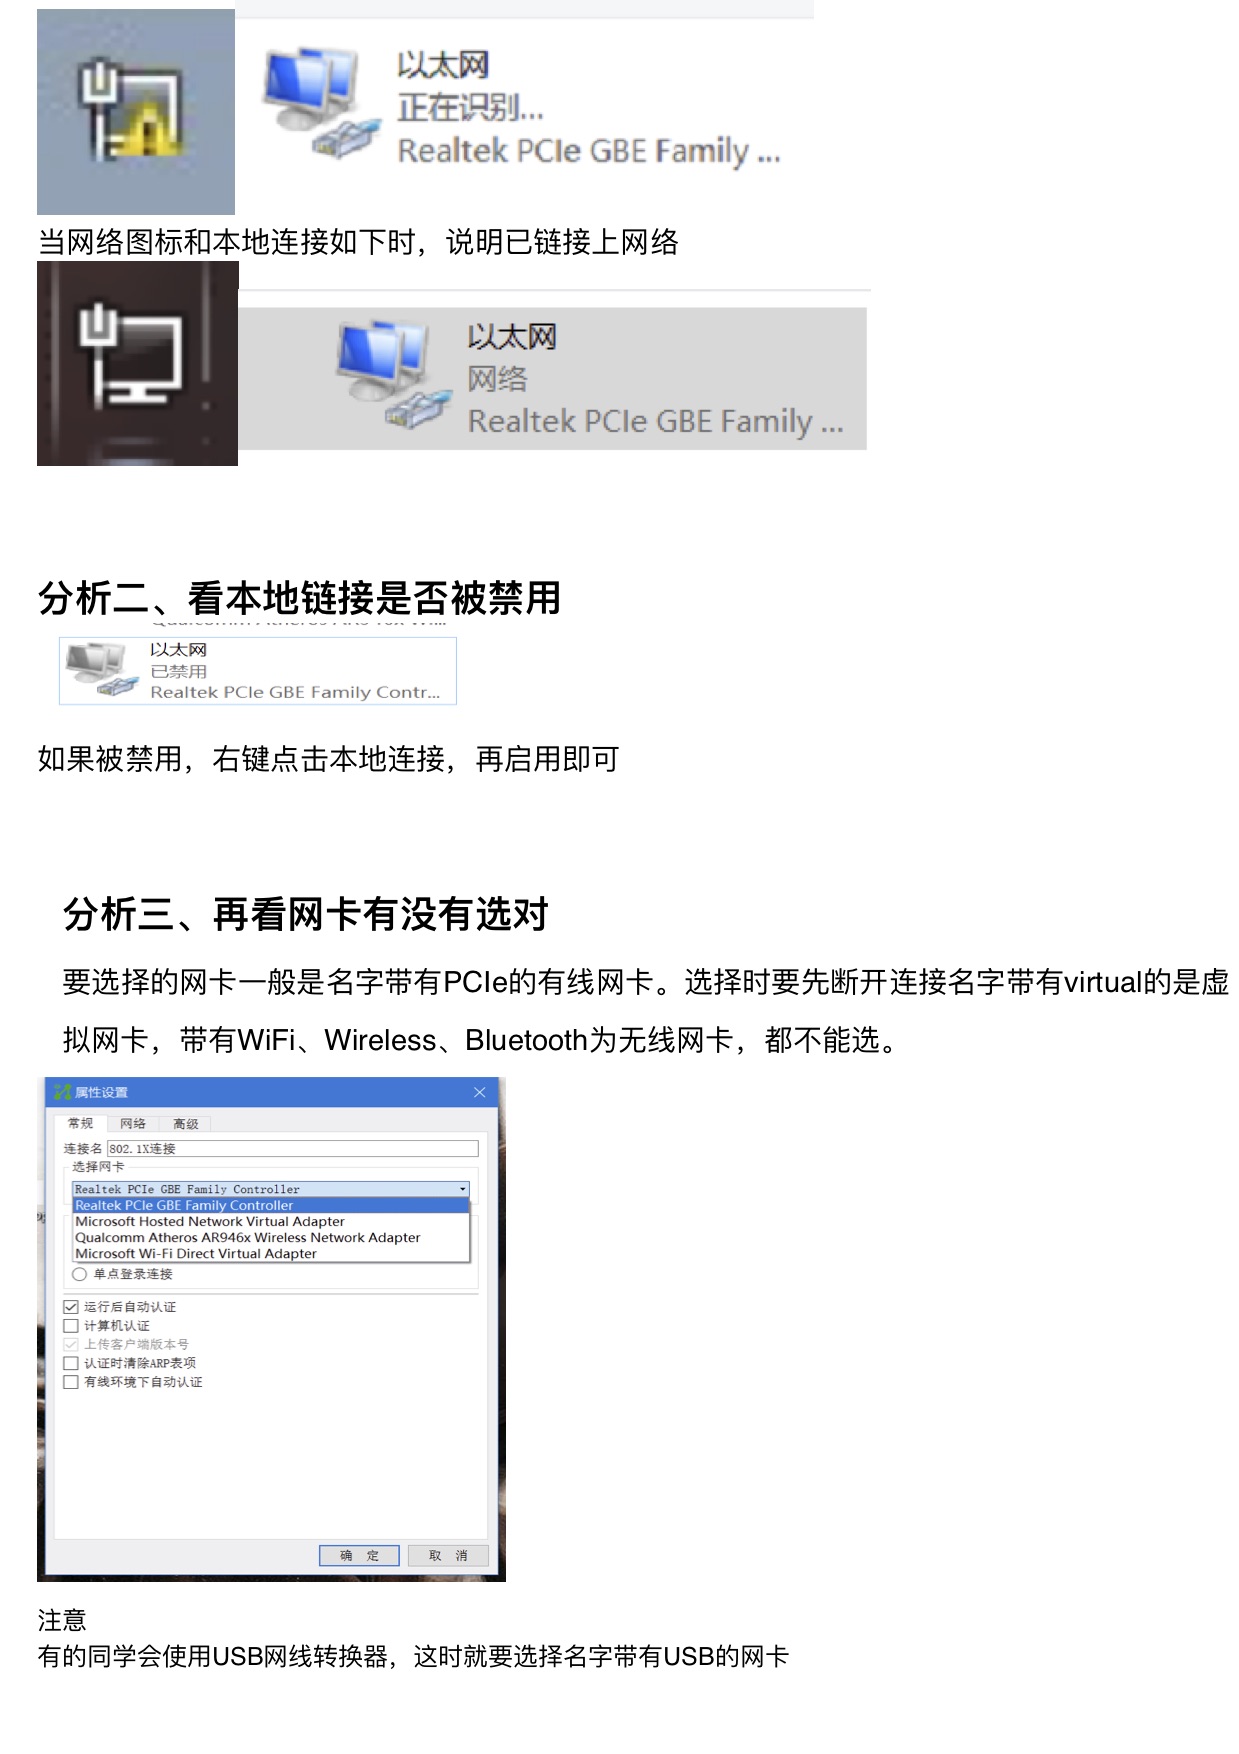 以太网
正在识别...
Realtek PCIe GBE Family ...
当网络图标和本地连接如下时，说明已链接上网络
以太网
网络
Realtek PCIe GBE Family ...
分析二、看本地链接是否被禁用
以太网
已禁用
Realtek PCIe GBE Family Contr...
如果被禁用，右键点击本地连接，再启用即可
分析三、再看网卡有没有选对
要选择的网卡一般是名字带有PCIe的有线网卡。选择时要先断开连接名字带有virtual的是虚
拟网卡，带有WiFi、Wireless、Bluetooth为无线网卡，都不能选。
属性设置
常规 网络 高级
连接名 802.1X连接
选择网卡
Realtek PCIe GBE Family Controller
Realtek PCIe GBE Family Controller
Microsoft Hosted Network Virtual Adapter
Qualcomm Atheros AR946x Wireless Network Adapter
Microsoft Wi-Fi Direct Virtual Adapter
单点登录连接
运行后自动认证
计算机认证
上传客户端版本号
认证时清除ARP表项
有线环境下自动认证
确 定 取 消
注意
有的同学会使用USB网线转换器，这时就要选择名字带有USB的网卡